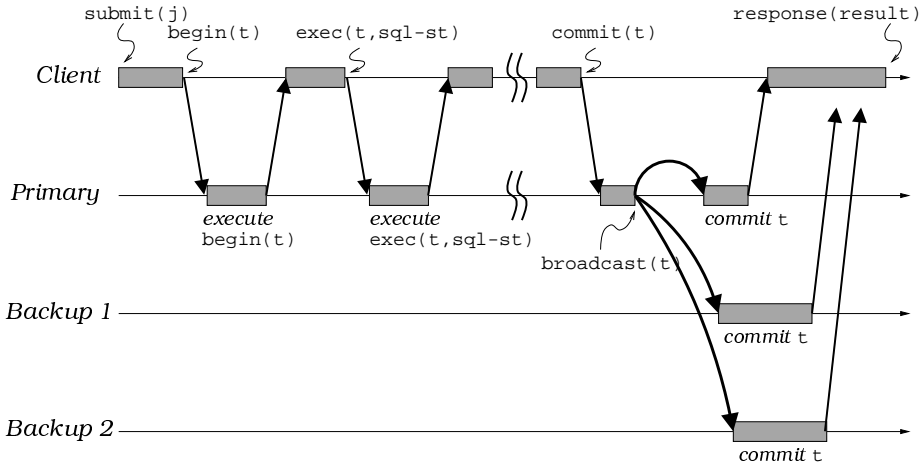 submit(j)
response(result)
begin(t)
exec(t,sql-st)
commit(t)
Client
Primary
execute
begin(t)
execute
exec(t,sql-st)
commit t
broadcast(t)
Backup 1
commit t
Backup 2
commit t